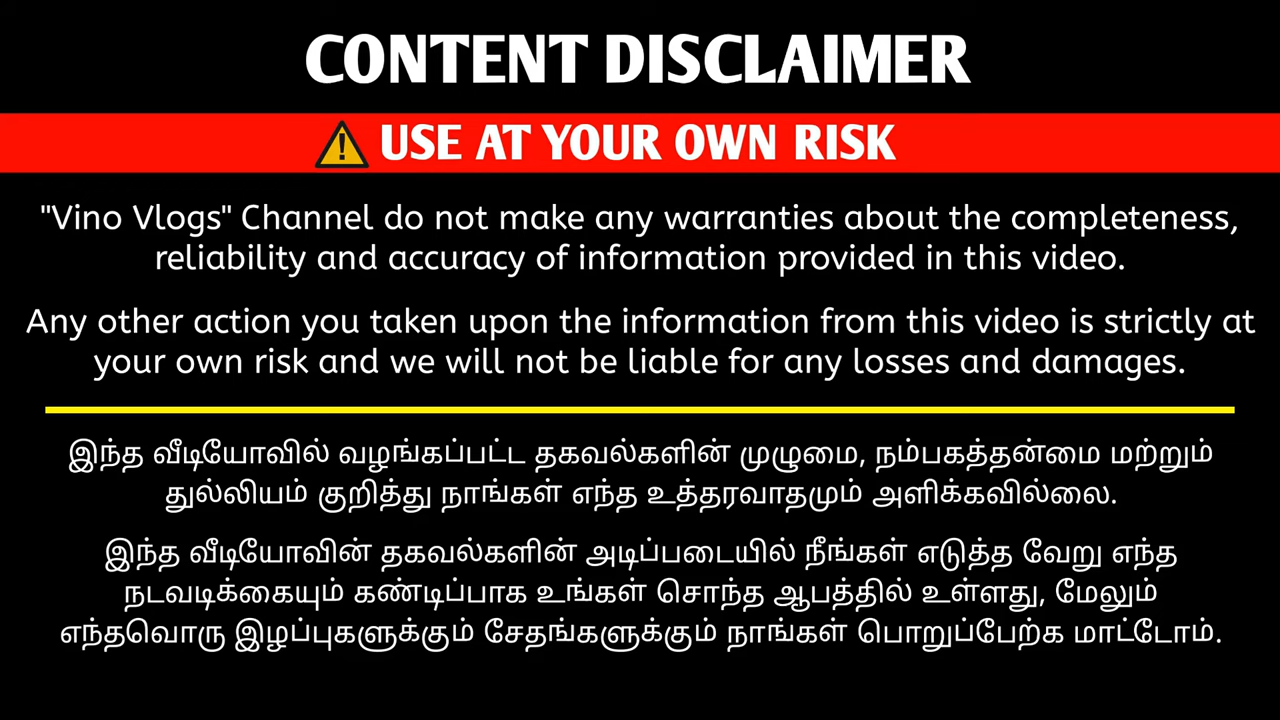 CONTENT DISCLAIMER
USE AT YOUR OWN RISK
"Vino Vlogs" Channel do not make any warranties about the completeness,
reliability and accuracy of information provided in this video.
Any other action you taken upon the information from this video is strictly at
your own risk and we will not be liable for any losses and damages.
இந்த வீடியோவில் வழங்கப்பட்ட தகவல்களின் முழுமை, நம்பகத்தன்மை மற்றும்
துல்லியம் குறித்து நாங்கள் எந்த உத்தரவாதமும் அளிக்கவில்லை.
இந்த வீடியோவின் தகவல்களின் அடிப்படையில் நீங்கள் எடுத்த வேறு எந்த
நடவடிக்கையும் கண்டிப்பாக உங்கள் சொந்த ஆபத்தில் உள்ளது, மேலும்
எந்தவொரு இழப்புகளுக்கும் சேதங்களுக்கும் நாங்கள் பொறுப்பேற்க மாட்டோம்.